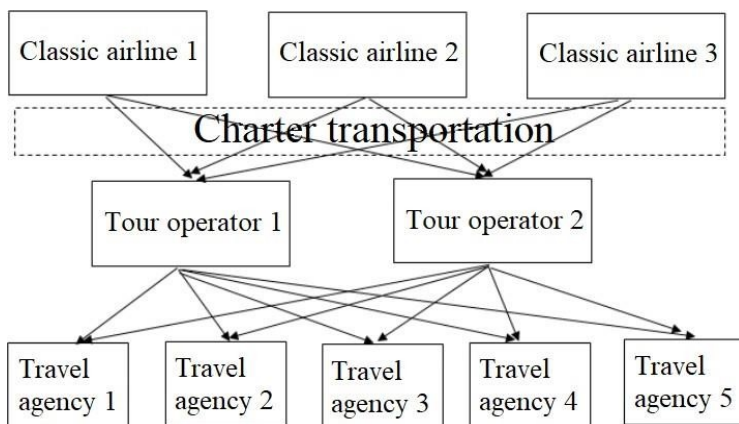 Classic airline 1
Classic airline 2
Classic airline 3
Charter transportation
Tour operator 1
Tour operator 2
Travel
agency 1
Travel
agency 2
Travel
agency 3
Travel
agency 4
Travel
agency 5